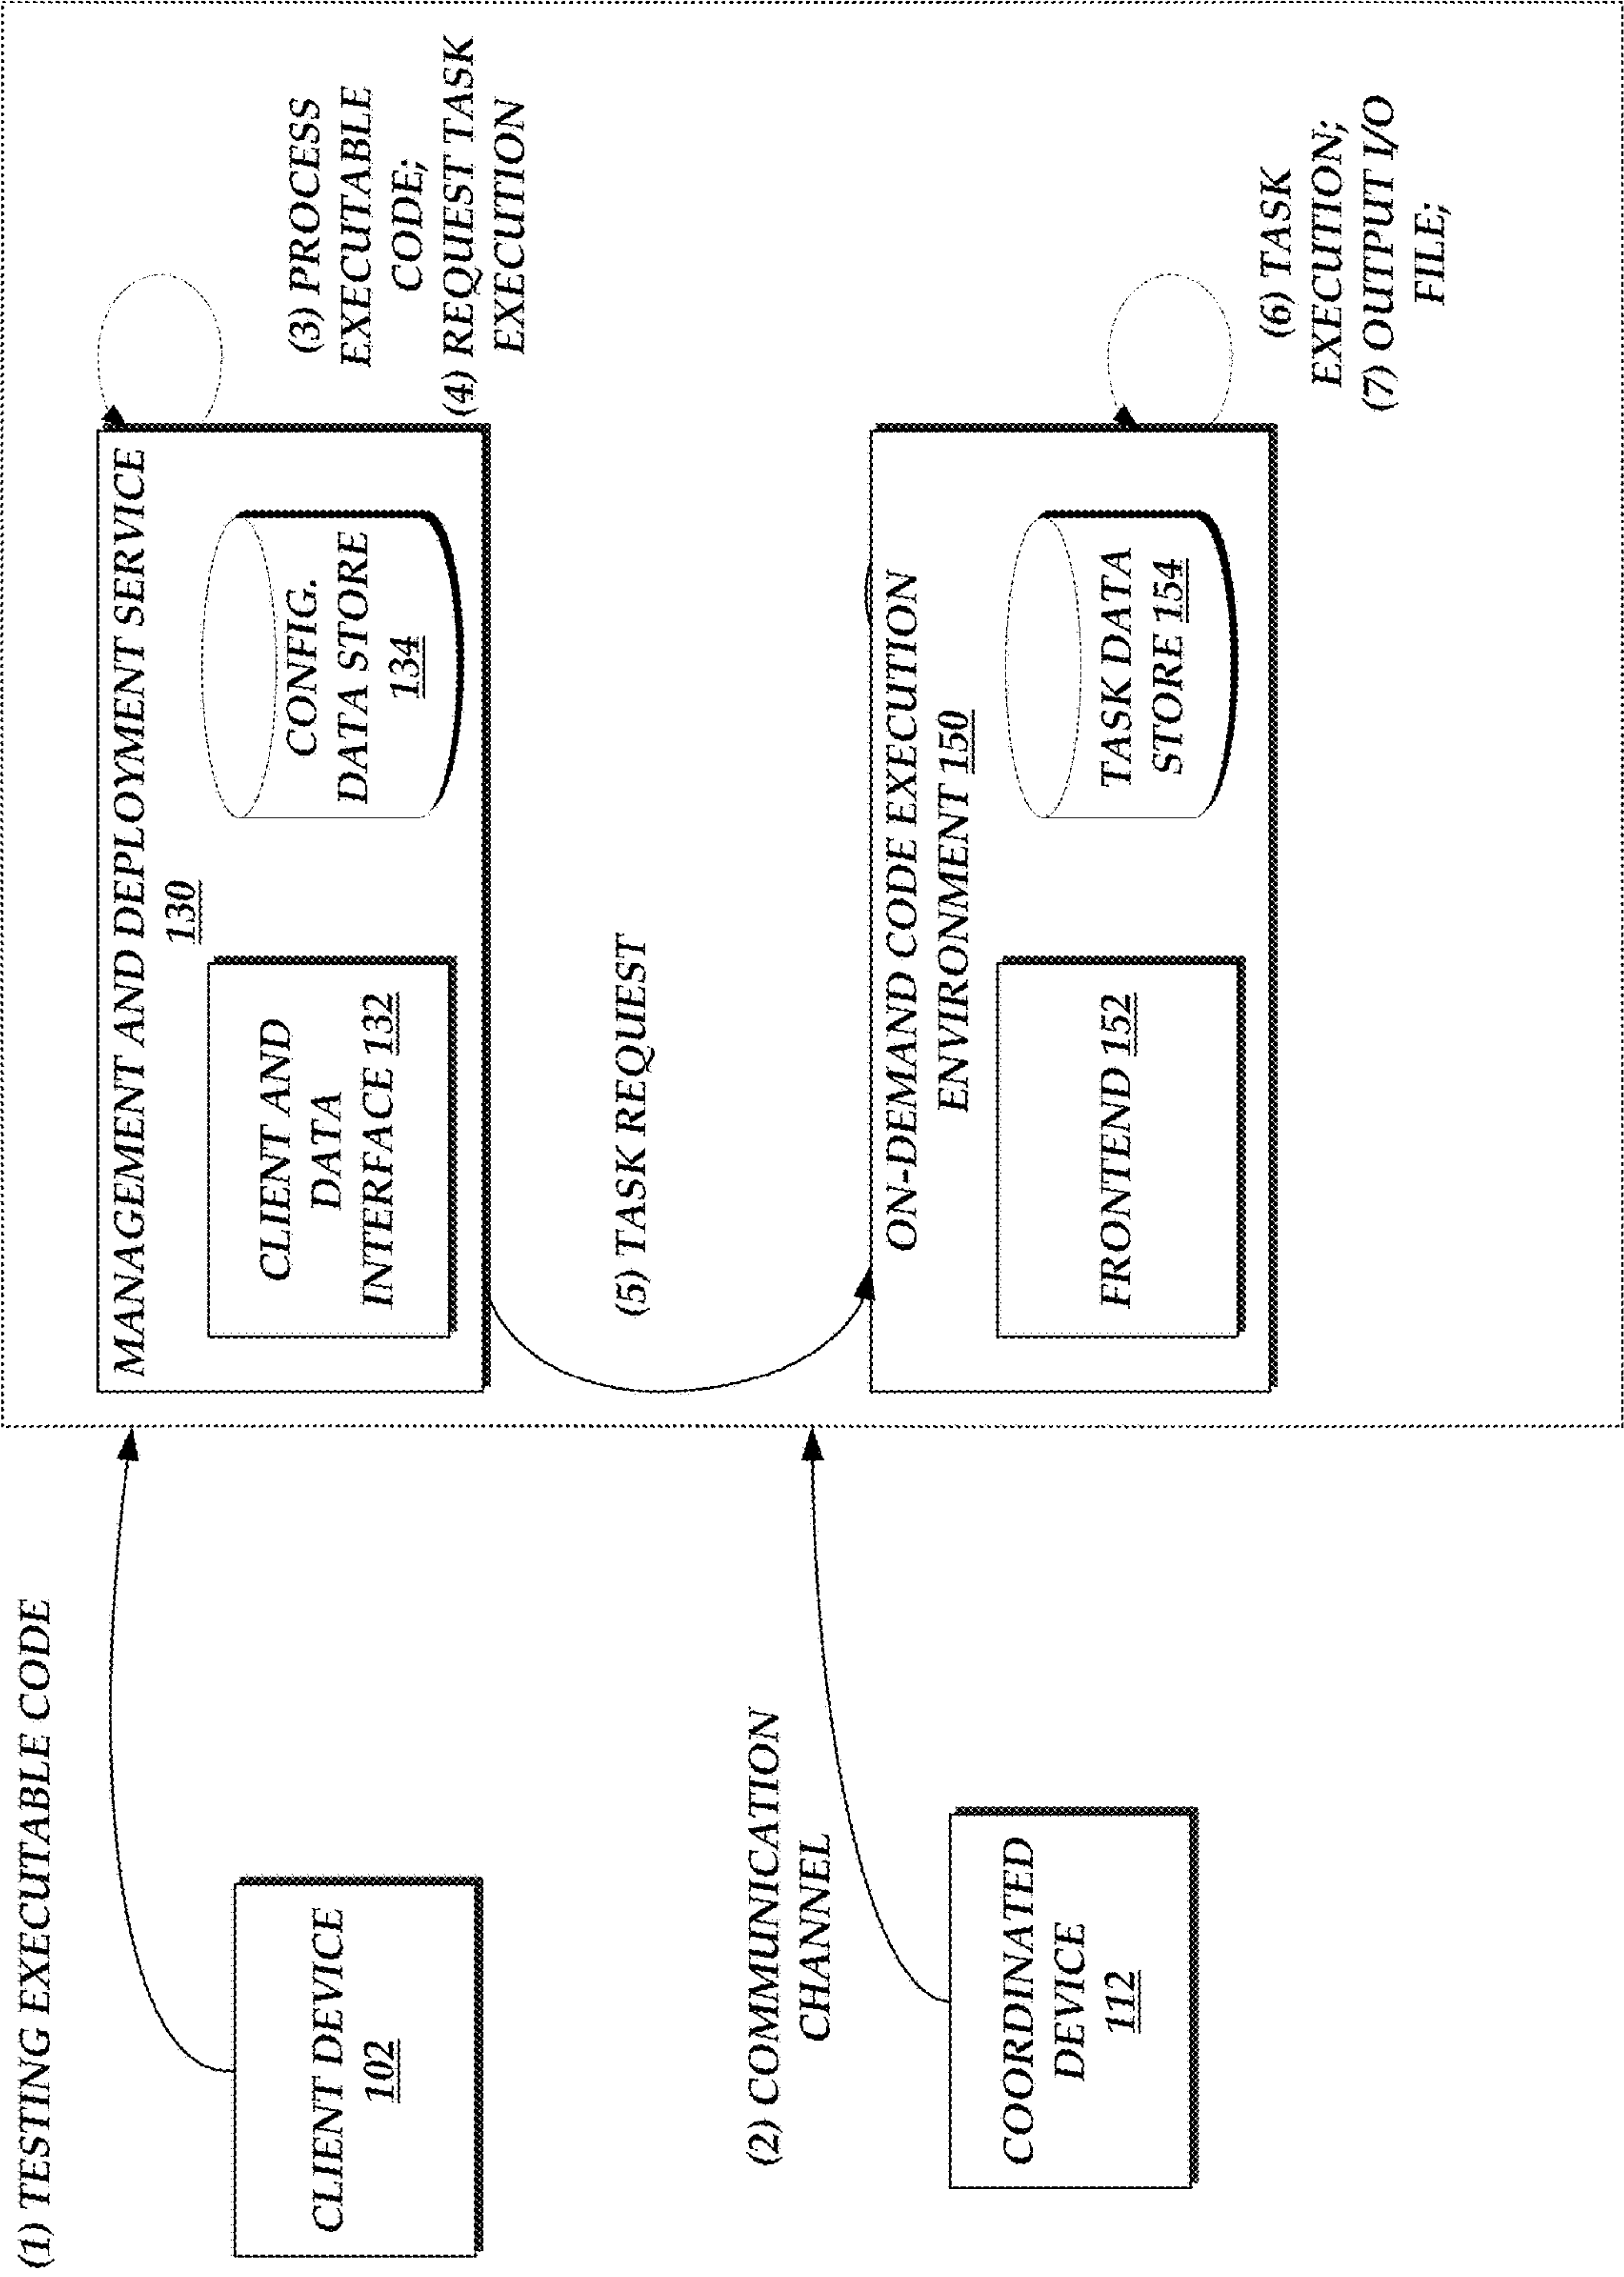 (1) TESTING EXECUTABLE CODE
CLIENT DEVICE
102
(2) COMMUNICATION
CHANNEL
COORDINATED
DEVICE
112
MANAGEMENT AND DEPLOYMENT SERVICE
130
CLIENT AND
DATA
INTERFACE 132
CONFIG.
DATA STORE
134
(3) PROCESS
EXECUTABLE
CODE;
(4) REQUEST TASK
EXECUTION
(5) TASK REQUEST
ON-DEMAND CODE EXECUTION
ENVIRONMENT 150
FRONTEND 152
TASK DATA
STORE 154
(6) TASK
EXECUTION;
(7) OUTPUT I/O
FILE;